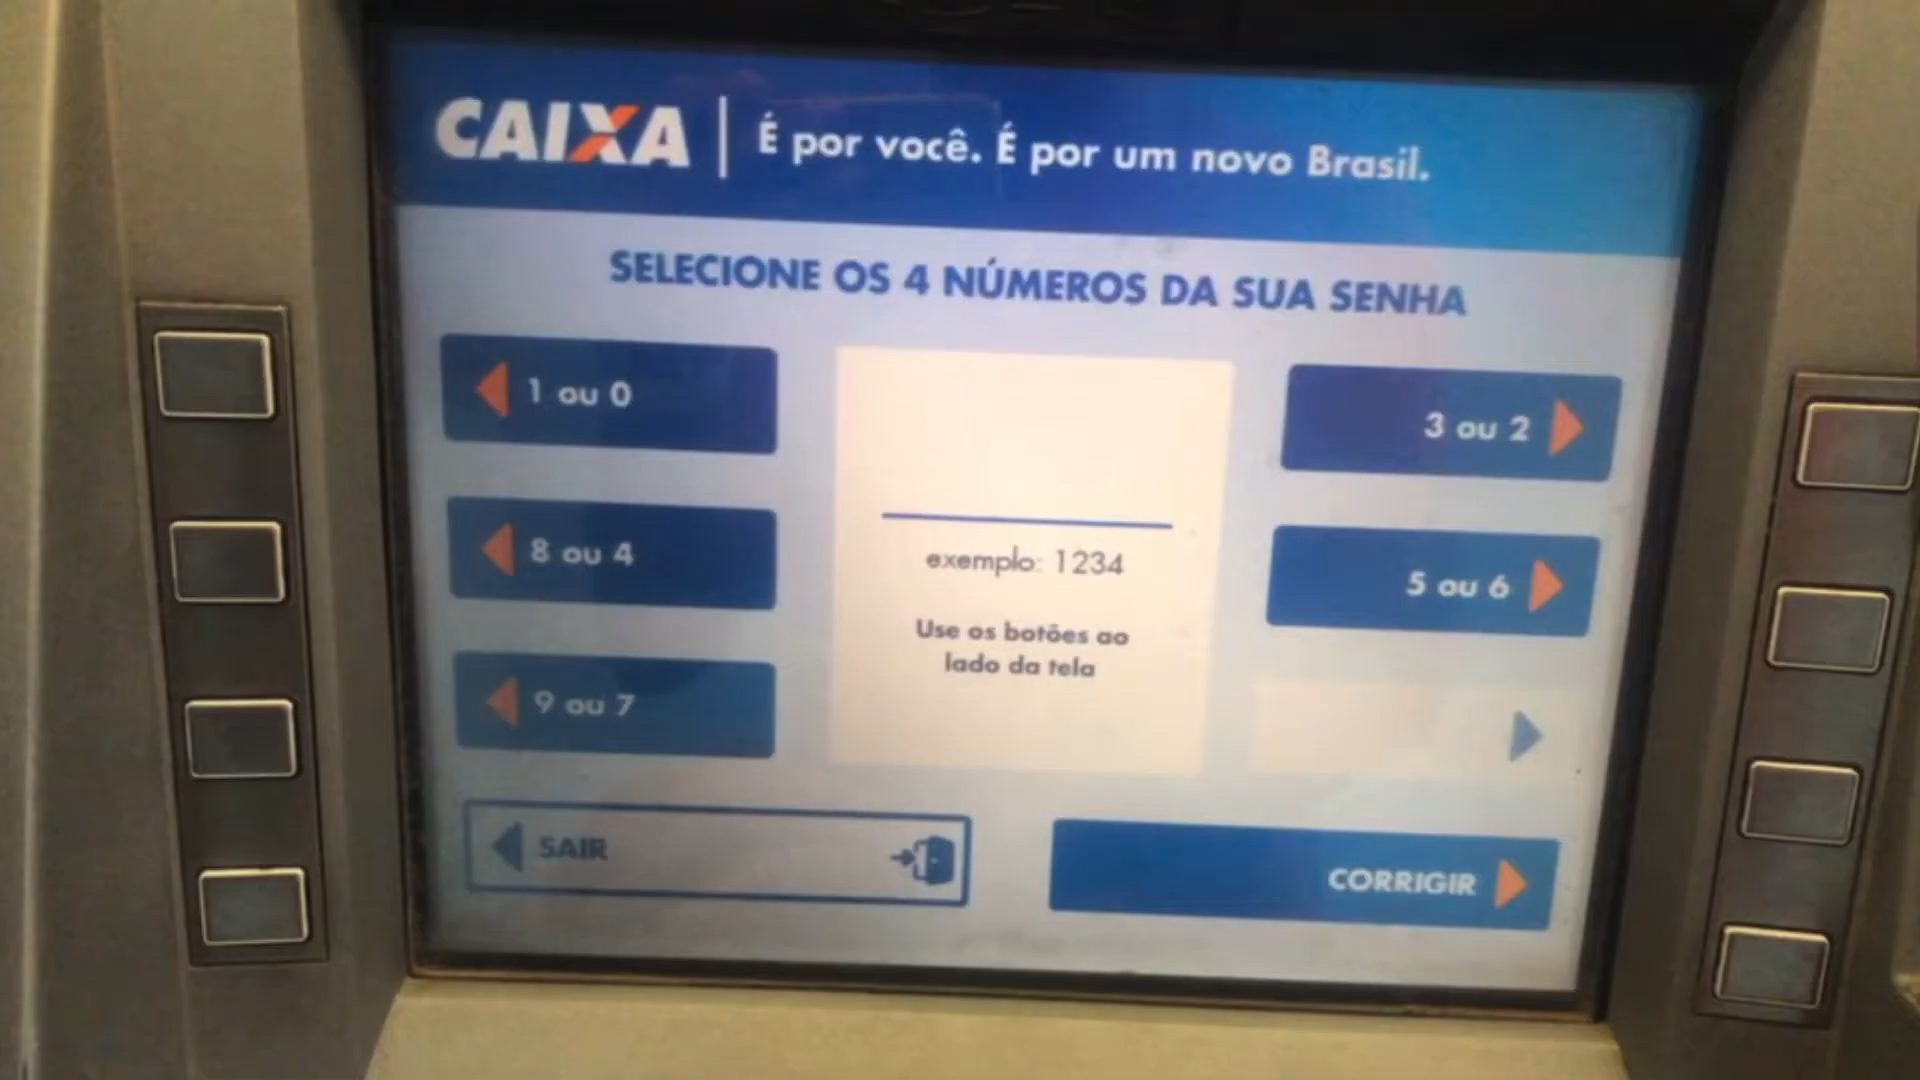 CAIXA | É por você. É por um novo Brasil.
SELECIONE OS 4 NÚMEROS DA SUA SENHA
1 ou 0
3 ou 2
8 ou 4
5 ou 6
exemplo: 1234
Use os botões ao
lado da tela
9 ou 7
SAIR
CORRIGIR